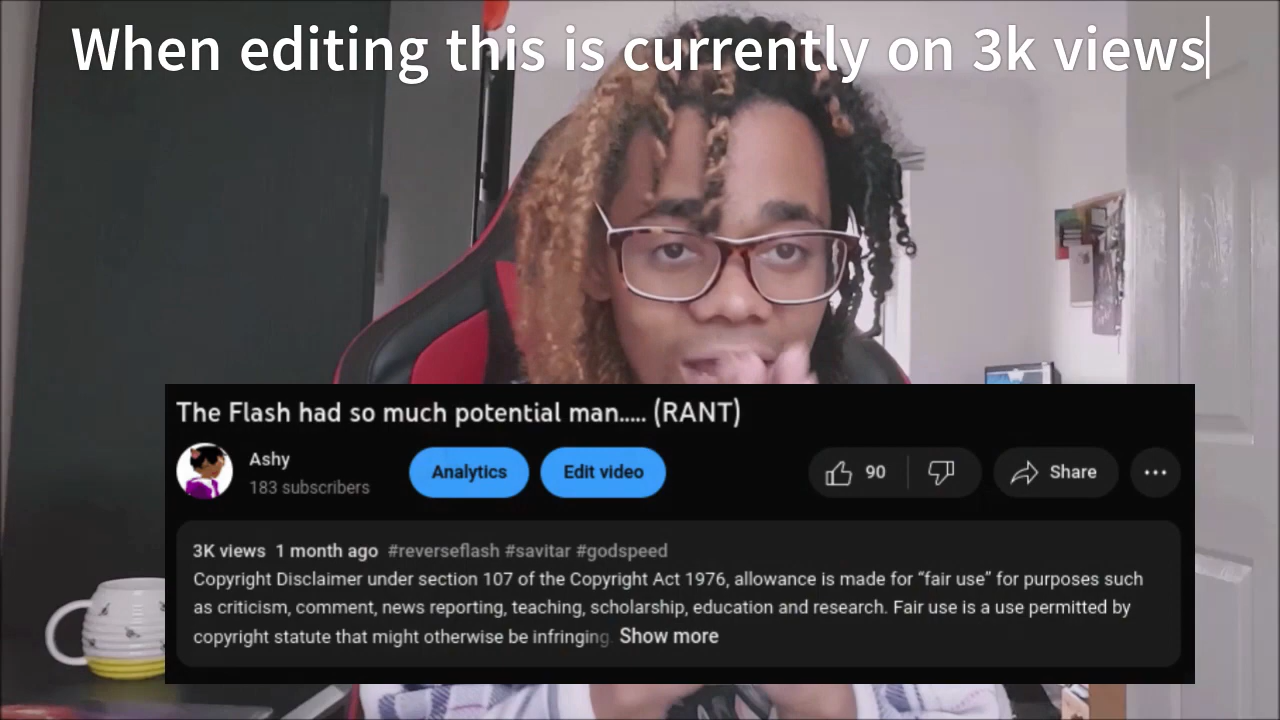 When editing this is currently on 3k views
The Flash had so much potential man..... (RANT)
Ashy
183 subscribers
Analytics
Edit video
90
Share
3K views 1 month ago #reverseflash #savitar #godspeed
Copyright Disclaimer under section 107 of the Copyright Act 1976, allowance is made for “fair use” for purposes such
as criticism, comment, news reporting, teaching, scholarship, education and research. Fair use is a use permitted by
copyright statute that might otherwise be infringing. Show more